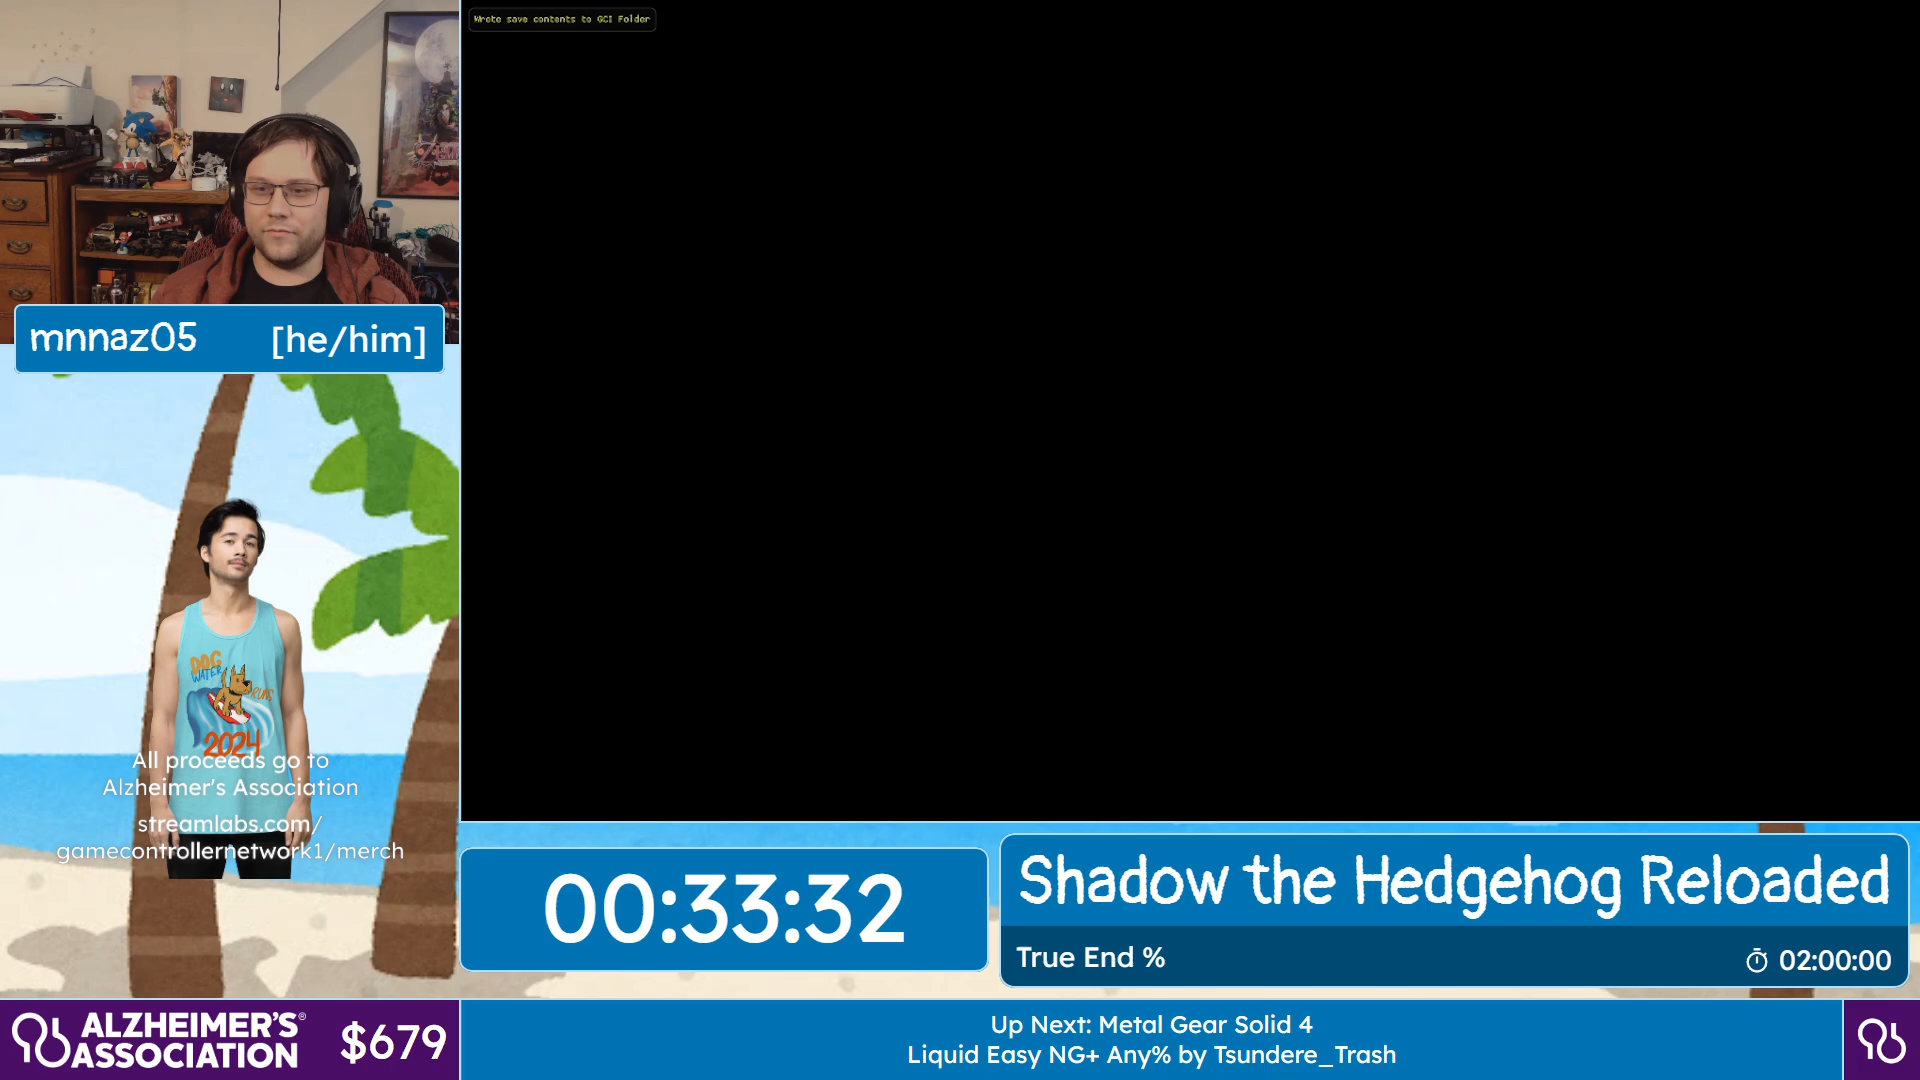 Wrote save contents to GCI Folder
mnnaz05 [he/him]
DOG
WATER
RUNS
2024
All proceeds go to
Alzheimer's Association
streamlabs.com/
gamecontrollernetwork1/merch
00:33:32
Shadow the Hedgehog Reloaded
True End %
02:00:00
ALZHEIMER'S®
ASSOCIATION
$679
Up Next: Metal Gear Solid 4
Liquid Easy NG+ Any% by Tsundere_Trash